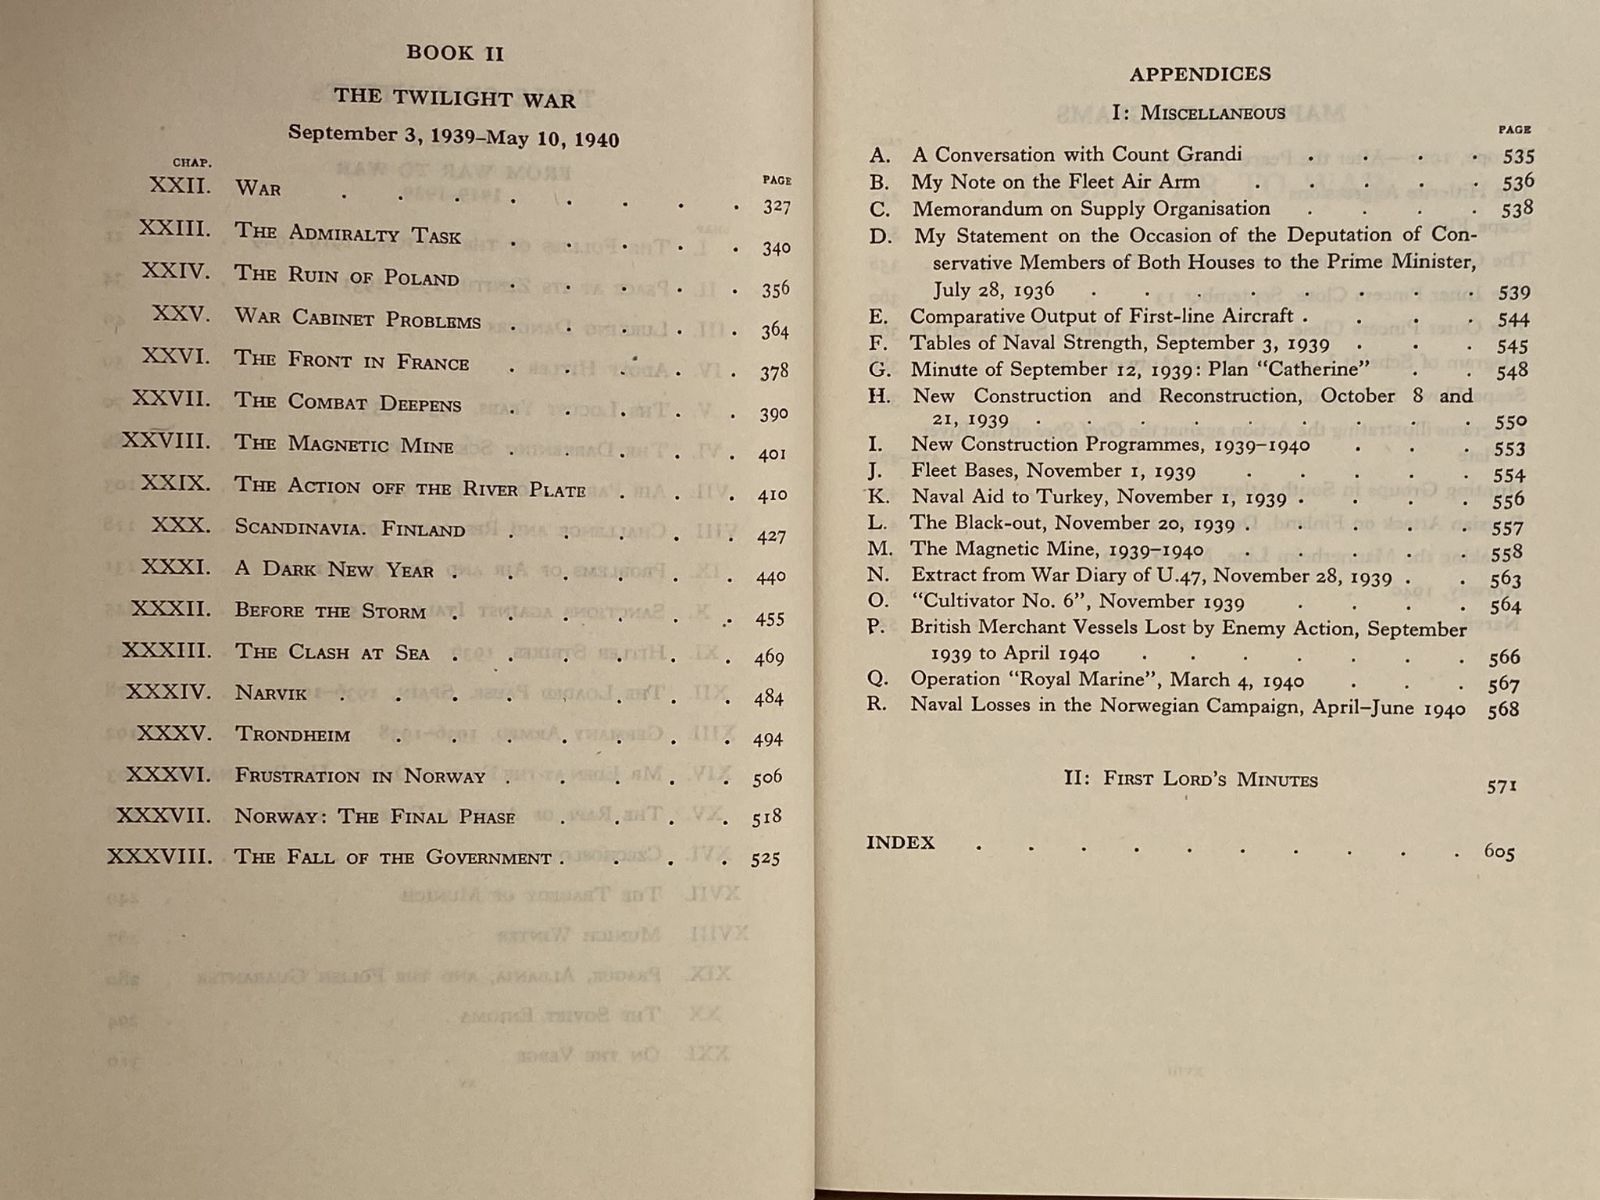 BOOK II
THE TWILIGHT WAR
September 3, 1939–May 10, 1940
CHAP.
PAGE
XXII. WAR . . . . . . . . 327
XXIII. THE ADMIRALTY TASK . . . . . 340
XXIV. THE RUIN OF POLAND . . . . . 356
XXV. WAR CABINET PROBLEMS . . . . . 364
XXVI. THE FRONT IN FRANCE . . . . . 378
XXVII. THE COMBAT DEEPENS . . . . . 390
XXVIII. THE MAGNETIC MINE . . . . . 401
XXIX. THE ACTION OFF THE RIVER PLATE . . . 410
XXX. SCANDINAVIA. FINLAND . . . . . 427
XXXI. A DARK NEW YEAR . . . . . . 440
XXXII. BEFORE THE STORM . . . . . . 455
XXXIII. THE CLASH AT SEA . . . . . . 469
XXXIV. NARVIK . . . . . . . . 484
XXXV. TRONDHEIM . . . . . . . 494
XXXVI. FRUSTRATION IN NORWAY . . . . . 506
XXXVII. NORWAY: THE FINAL PHASE . . . . 518
XXXVIII. THE FALL OF THE GOVERNMENT . . . . 525
APPENDICES
I: MISCELLANEOUS
PAGE
A. A Conversation with Count Grandi . . . . 535
B. My Note on the Fleet Air Arm . . . . . 536
C. Memorandum on Supply Organisation . . . . 538
D. My Statement on the Occasion of the Deputation of Con-
servative Members of Both Houses to the Prime Minister,
July 28, 1936 . . . . . . . . 539
E. Comparative Output of First-line Aircraft . . . . 544
F. Tables of Naval Strength, September 3, 1939 . . . 545
G. Minute of September 12, 1939: Plan “Catherine” . . 548
H. New Construction and Reconstruction, October 8 and
21, 1939 . . . . . . . . . 550
I. New Construction Programmes, 1939–1940 . . . 553
J. Fleet Bases, November 1, 1939 . . . . . 554
K. Naval Aid to Turkey, November 1, 1939 . . . . 556
L. The Black-out, November 20, 1939 . . . . . 557
M. The Magnetic Mine, 1939–1940 . . . . . 558
N. Extract from War Diary of U.47, November 28, 1939 . . 563
O. “Cultivator No. 6”, November 1939 . . . . 564
P. British Merchant Vessels Lost by Enemy Action, September
1939 to April 1940 . . . . . . . 566
Q. Operation “Royal Marine”, March 4, 1940 . . . 567
R. Naval Losses in the Norwegian Campaign, April–June 1940 568
II: FIRST LORD’S MINUTES 571
INDEX . . . . . . . . . . 605